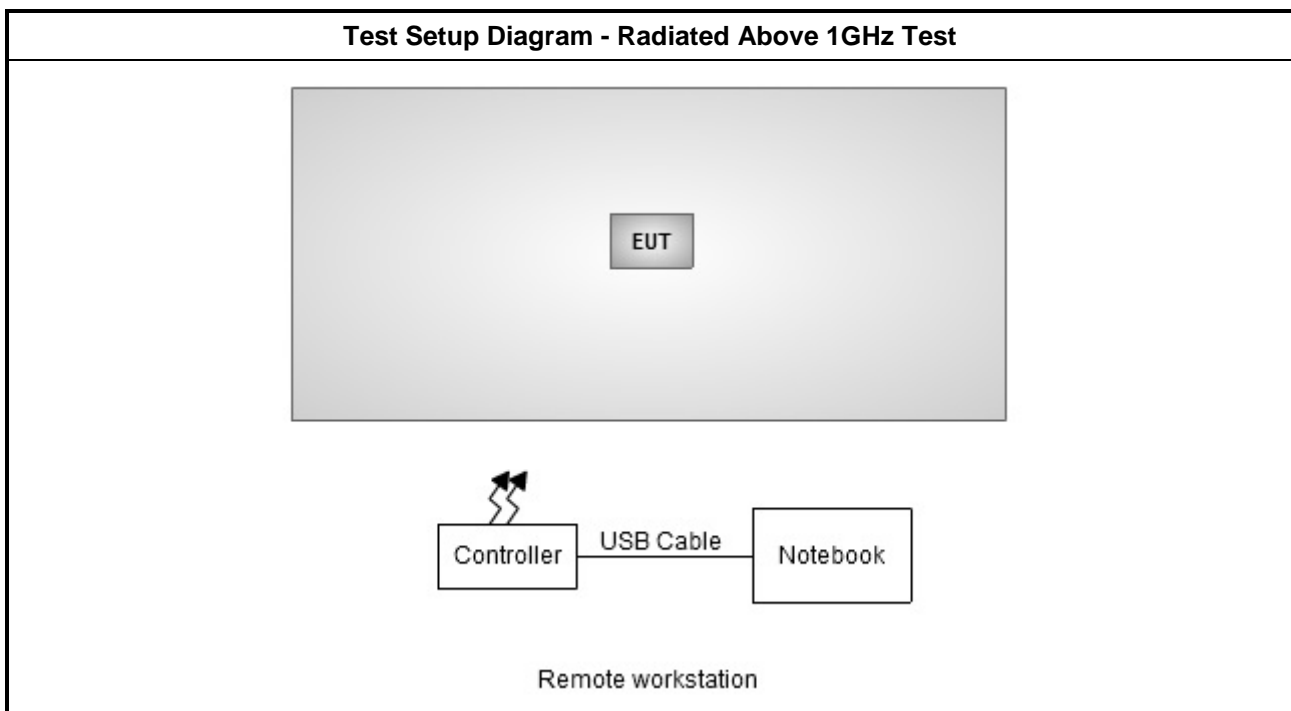 Test Setup Diagram - Radiated Above 1GHz Test
EUT
Controller
USB Cable
Notebook
Remote workstation